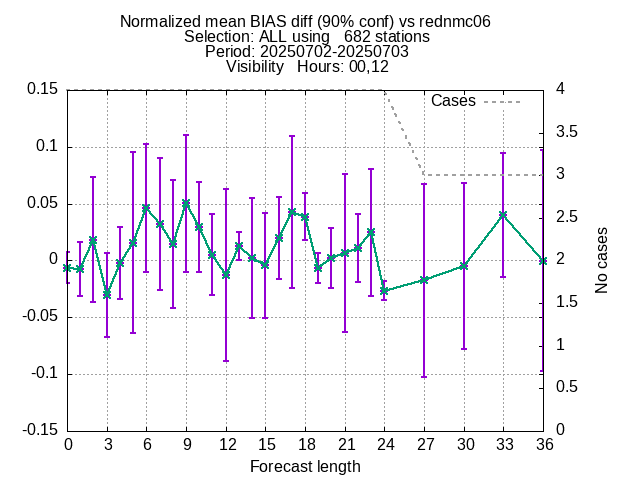 Normalized mean BIAS diff (90% conf) vs rednmc06
Selection: ALL using   682 stations
Period: 20250702-20250703
Visibility   Hours: 00,12
0.15
0.1
0.05
0
-0.05
-0.1
-0.15
Cases
4
3.5
3
2.5
2
1.5
1
0.5
0
No cases
0 3 6 9 12 15 18 21 24 27 30 33 36
Forecast length